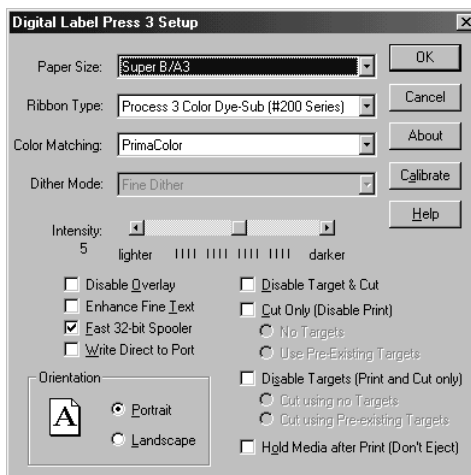 Digital Label Press 3 Setup
Paper Size: Super B/A3
OK
Ribbon Type: Process 3 Color Dye-Sub (#200 Series)
Cancel
Color Matching: PrimaColor
About
Dither Mode: Fine Dither
Calibrate
Help
Intensity:
5
lighter
darker
Disable Overlay
Enhance Fine Text
Fast 32-bit Spooler
Write Direct to Port
Orientation
A
Portrait
Landscape
Disable Target & Cut
Cut Only (Disable Print)
No Targets
Use Pre-Existing Targets
Disable Targets (Print and Cut only)
Cut using no Targets
Cut using Pre-existing Targets
Hold Media after Print (Don't Eject)